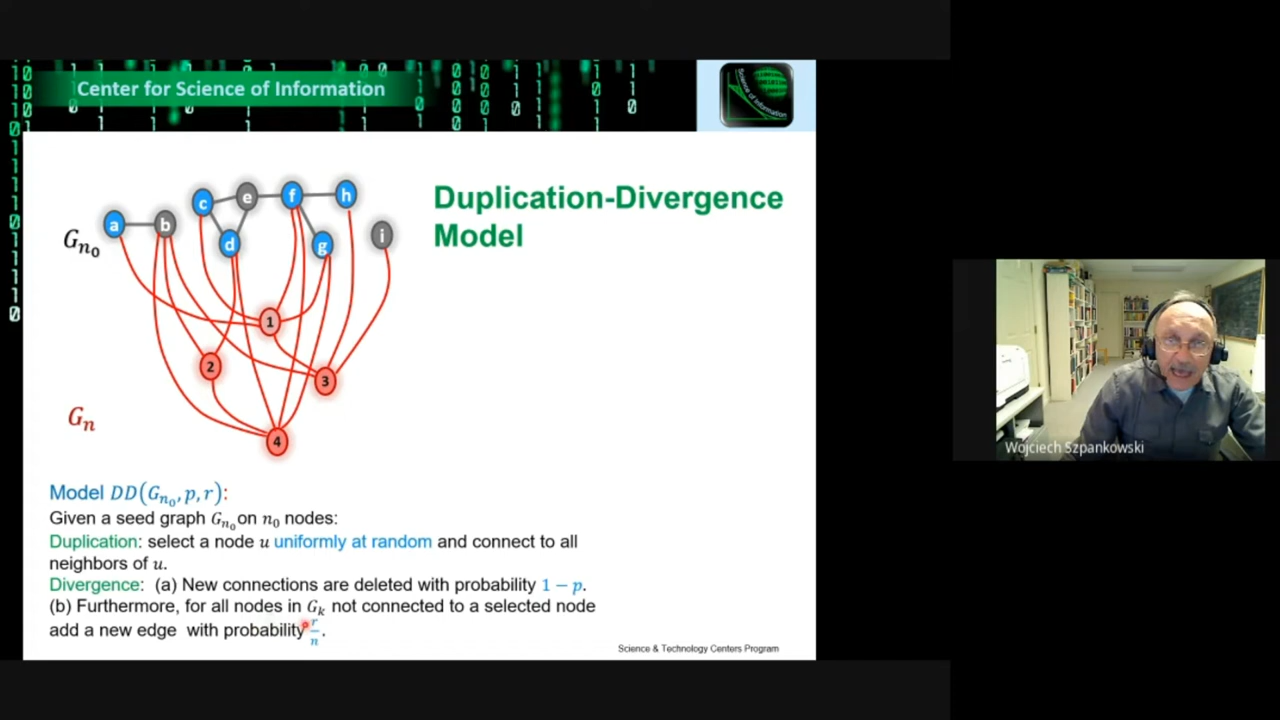 Center for Science of Information
Science of Information
Duplication-Divergence
Model
c e f h
a b d g i
G_{n_0}
1
2
3
G_n
4
Model DD(G_{n_0}, p, r):
Given a seed graph G_{n_0} on n_0 nodes:
Duplication: select a node u uniformly at random and connect to all
neighbors of u.
Divergence: (a) New connections are deleted with probability 1 − p.
(b) Furthermore, for all nodes in G_k not connected to a selected node
add a new edge with probability r/n.
Science & Technology Centers Program
Wojciech Szpankowski